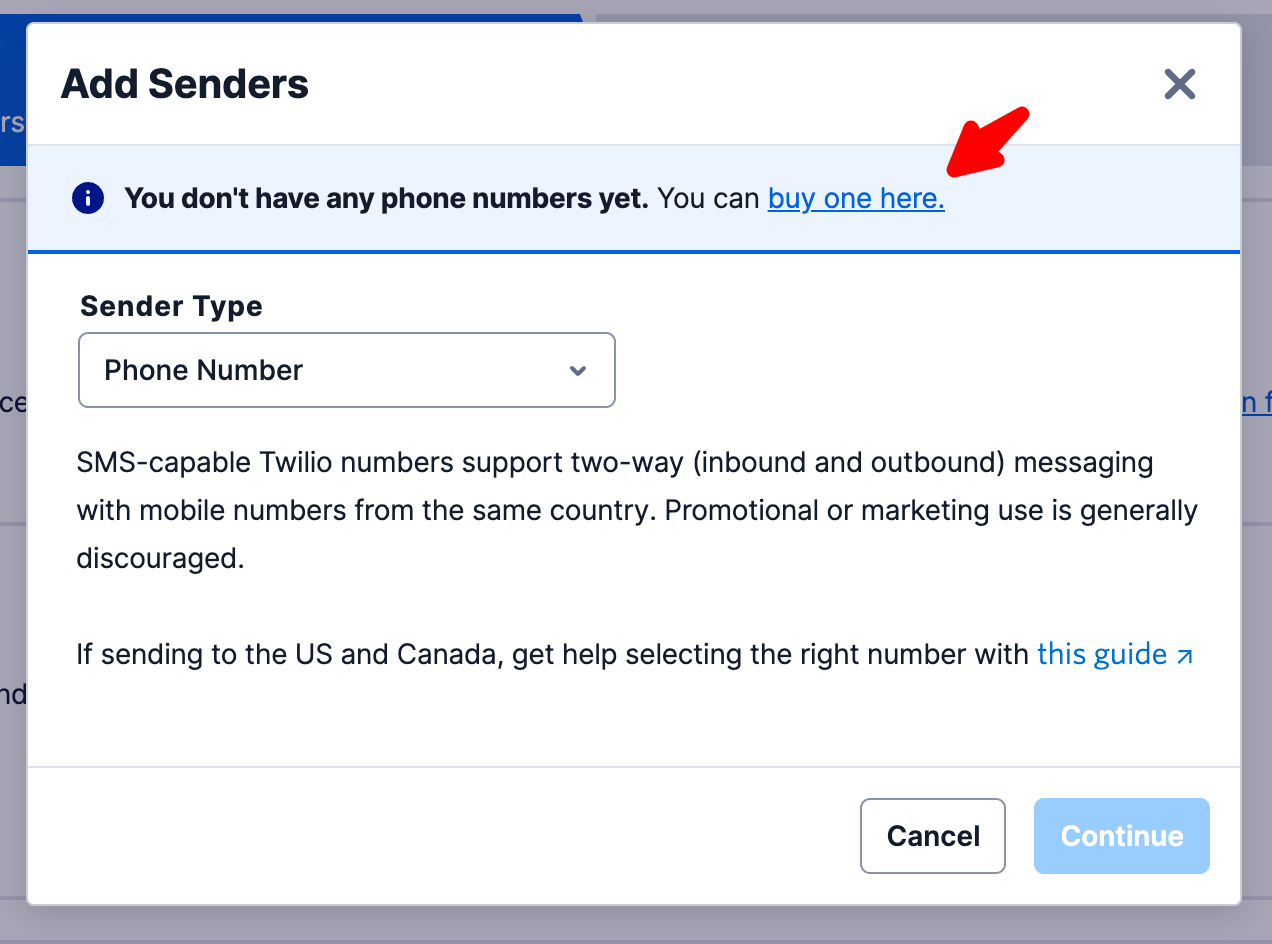 Add Senders
rs
You don't have any phone numbers yet. You can buy one here.
Sender Type
Phone Number
ce
n f
SMS-capable Twilio numbers support two-way (inbound and outbound) messaging
with mobile numbers from the same country. Promotional or marketing use is generally
discouraged.
If sending to the US and Canada, get help selecting the right number with this guide ↗
nd
Cancel
Continue